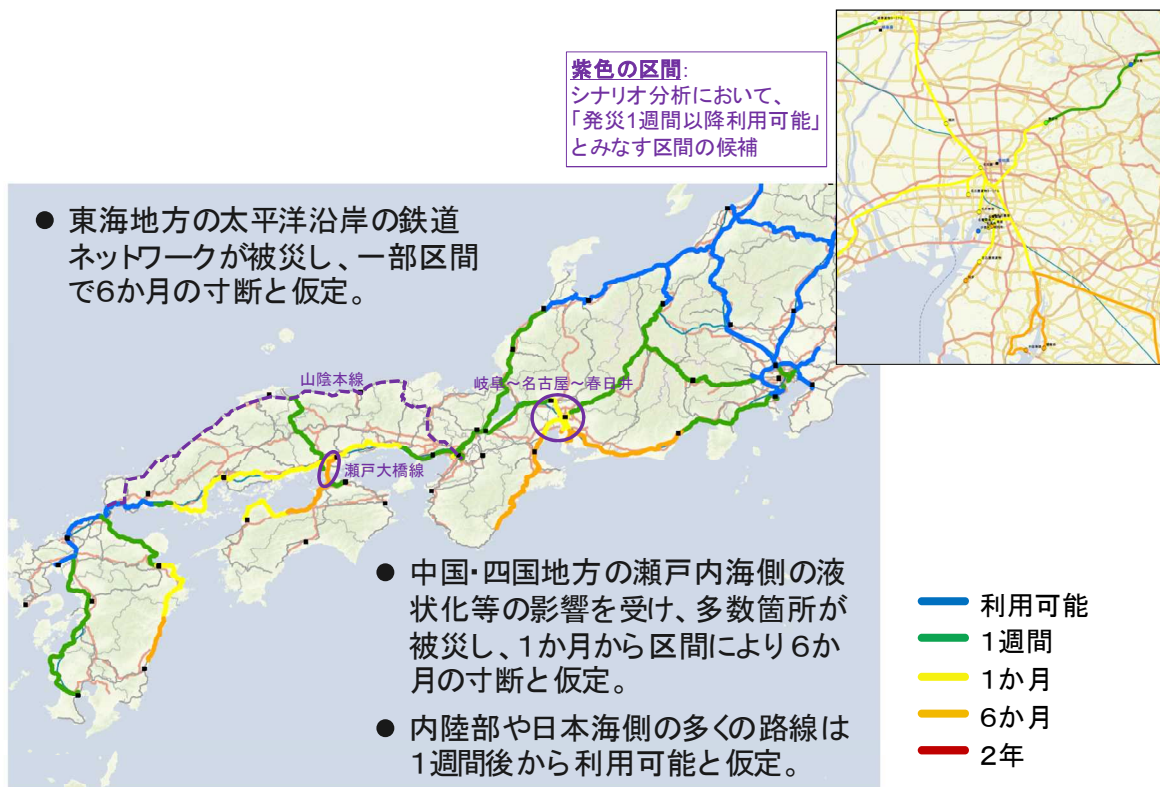 紫色の区間:
シナリオ分析において、
「発災1週間以降利用可能」
とみなす区間の候補
● 東海地方の太平洋沿岸の鉄道
ネットワークが被災し、一部区間
で6か月の寸断と仮定。
山陰本線
岐阜～名古屋～春日井
瀬戸大橋線
● 中国・四国地方の瀬戸内海側の液
状化等の影響を受け、多数箇所が
被災し、1か月から区間により6か
月の寸断と仮定。
● 内陸部や日本海側の多くの路線は
1週間後から利用可能と仮定。
利用可能
1週間
1か月
6か月
2年